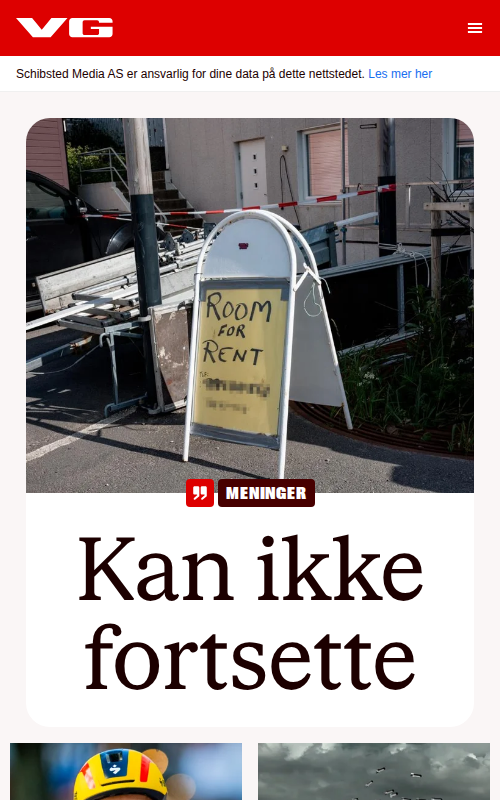 VG
Schibsted Media AS er ansvarlig for dine data på dette nettstedet. Les mer her
ROOM
FOR
RENT
MENINGER
Kan ikke
fortsette